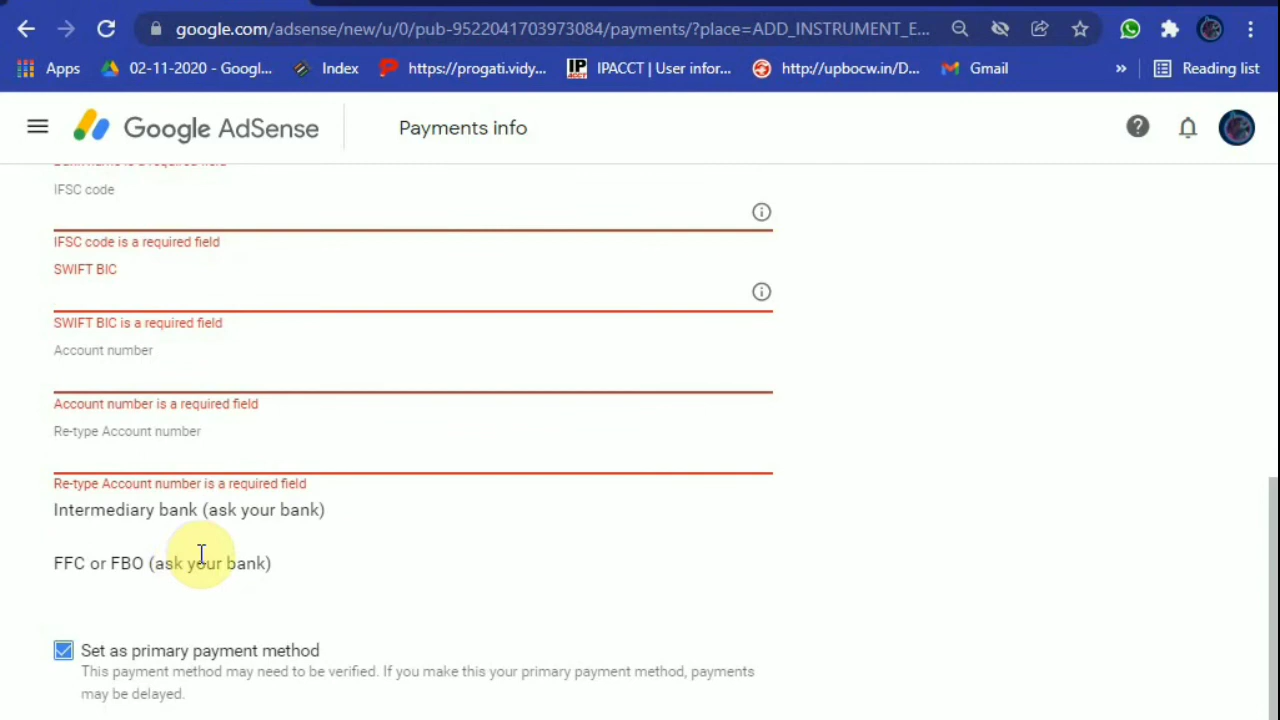 google.com/adsense/new/u/0/pub-9522041703973084/payments/?place=ADD_INSTRUMENT_E...
Apps 02-11-2020 - Googl... Index https://progati.vidy... IPACCT | User infor... http://upbocw.in/D... Gmail » Reading list
Google AdSense Payments info
IFSC code
IFSC code is a required field
SWIFT BIC
SWIFT BIC is a required field
Account number
Account number is a required field
Re-type Account number
Re-type Account number is a required field
Intermediary bank (ask your bank)
FFC or FBO (ask your bank)
Set as primary payment method
This payment method may need to be verified. If you make this your primary payment method, payments
may be delayed.